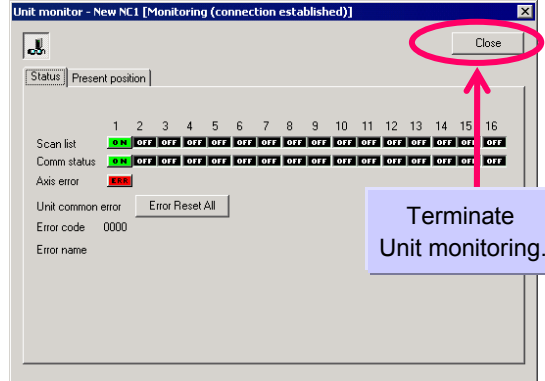 Unit monitor - New NC1 [Monitoring (connection established)]
Close
Status Present position
1 2 3 4 5 6 7 8 9 10 11 12 13 14 15 16
Scan list ON OFF OFF OFF OFF OFF OFF OFF OFF OFF OFF OFF OFF OFF OFF OFF
Comm status ON OFF OFF OFF OFF OFF OFF OFF OFF OFF OFF OFF OFF OFF OFF OFF
Axis error ERR
Unit common error Error Reset All
Error code 0000
Error name
Terminate
Unit monitoring.